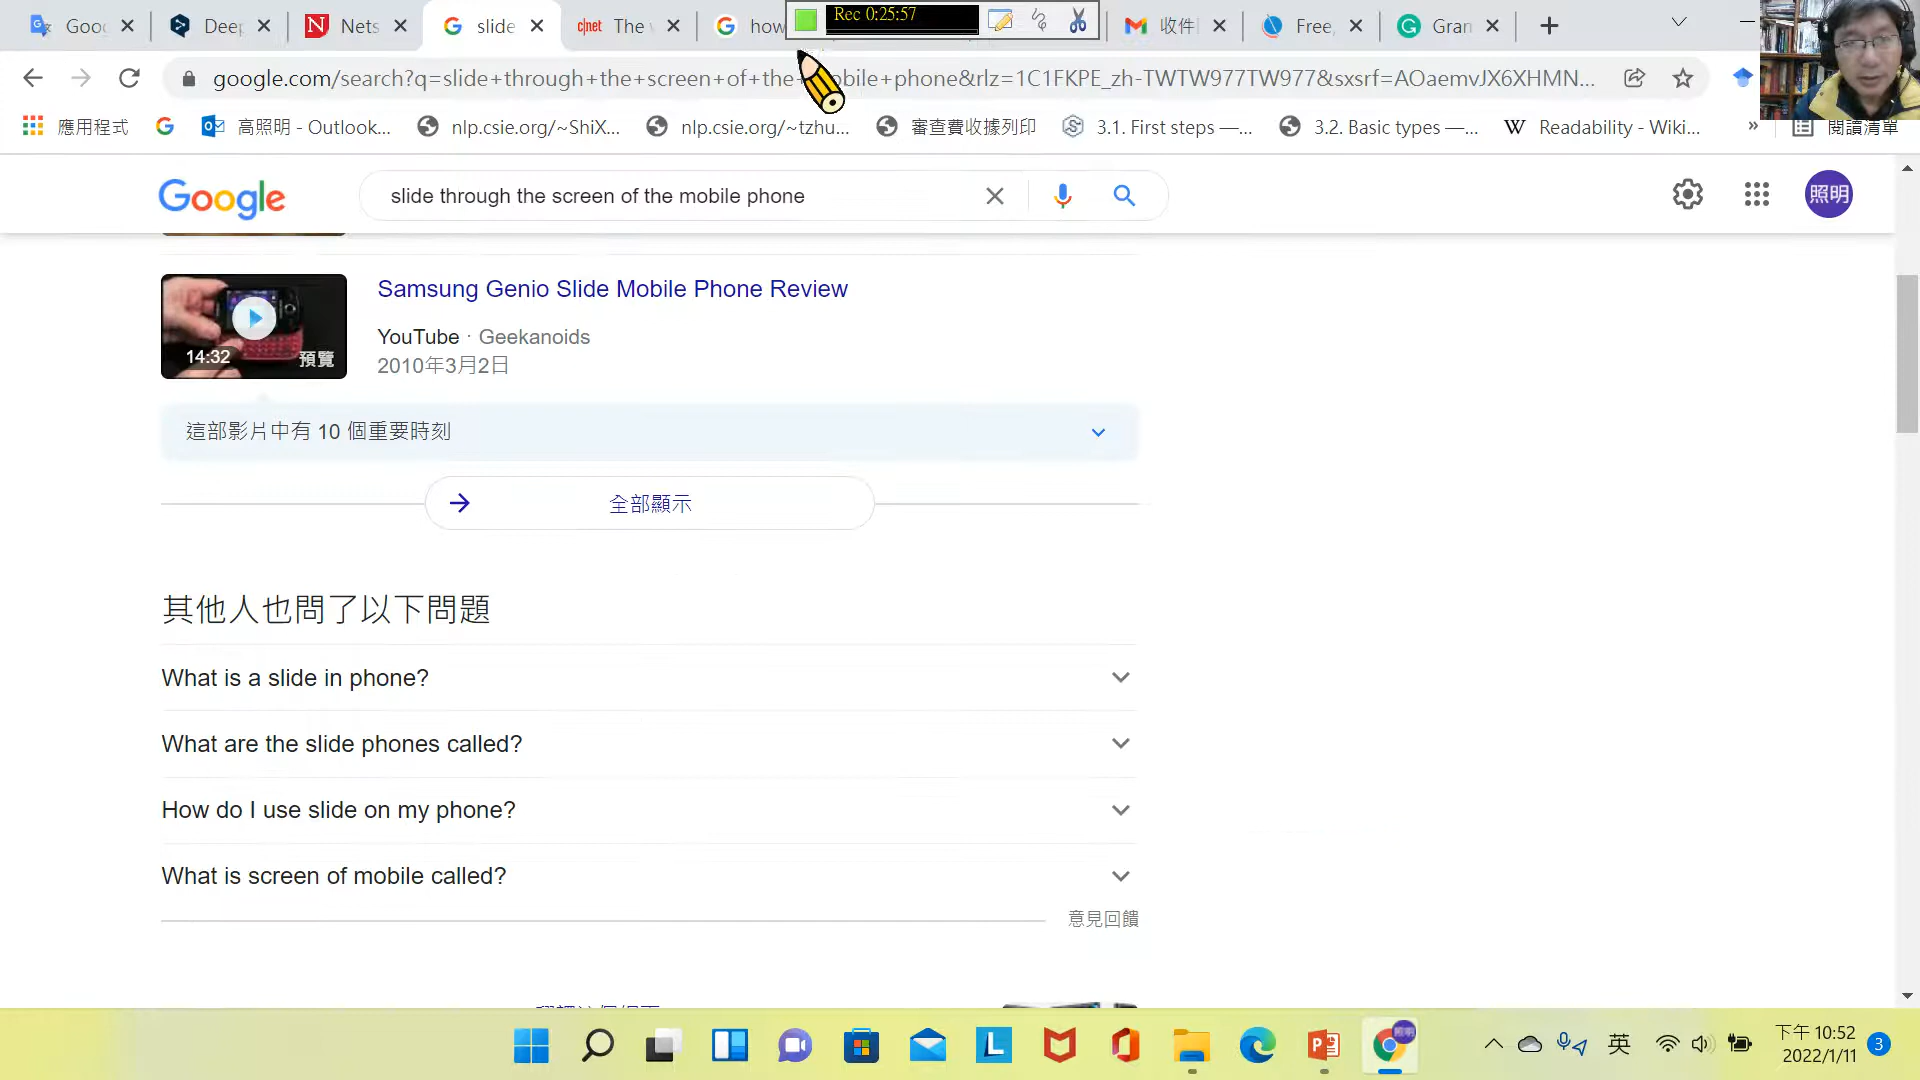 Goo
Deep
Nets
slide
c|net The
how
Rec 0:25:57
收件
Free
Gran
google.com/search?q=slide+through+the+screen+of+the+mobile+phone&rlz=1C1FKPE_zh-TWTW977TW977&sxsrf=AOaemvJX6XHMN...
應用程式
高照明 - Outlook...
nlp.csie.org/~ShiX...
nlp.csie.org/~tzhu...
審查費收據列印
3.1. First steps —...
3.2. Basic types —...
W Readability - Wiki...
»
閱讀清單
Google
slide through the screen of the mobile phone
照明
Samsung Genio Slide Mobile Phone Review
YouTube · Geekanoids
2010年3月2日
14:32
預覽
這部影片中有 10 個重要時刻
全部顯示
其他人也問了以下問題
What is a slide in phone?
What are the slide phones called?
How do I use slide on my phone?
What is screen of mobile called?
意見回饋
英
下午 10:52
2022/1/11
3